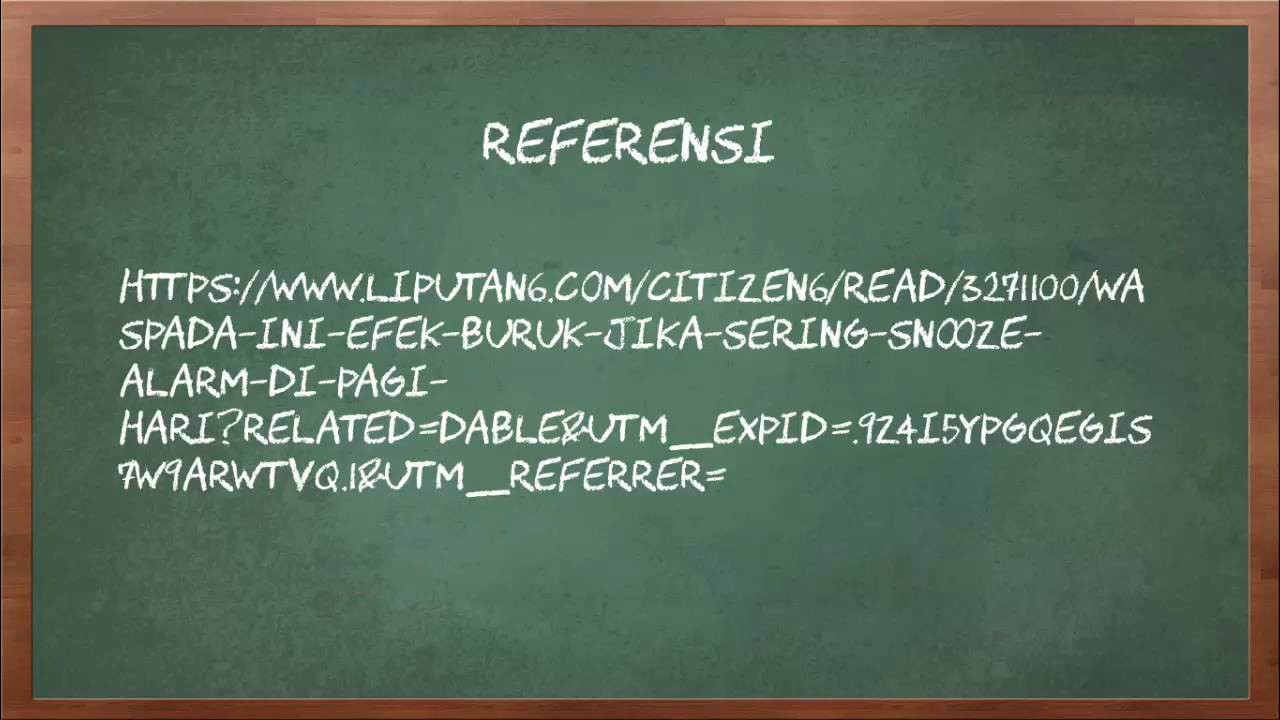 REFERENSI
HTTPS://WWW.LIPUTAN6.COM/CITIZEN6/READ/3271100/WA
SPADA-INI-EFEK-BURUK-JIKA-SERING-SNOOZE-
ALARM-DI-PAGI-
HARI?RELATED=DABLE&UTM_EXPID=.9Z4I5YPGQEGIS
7W9ARWTVQ.1&UTM_REFERRER=